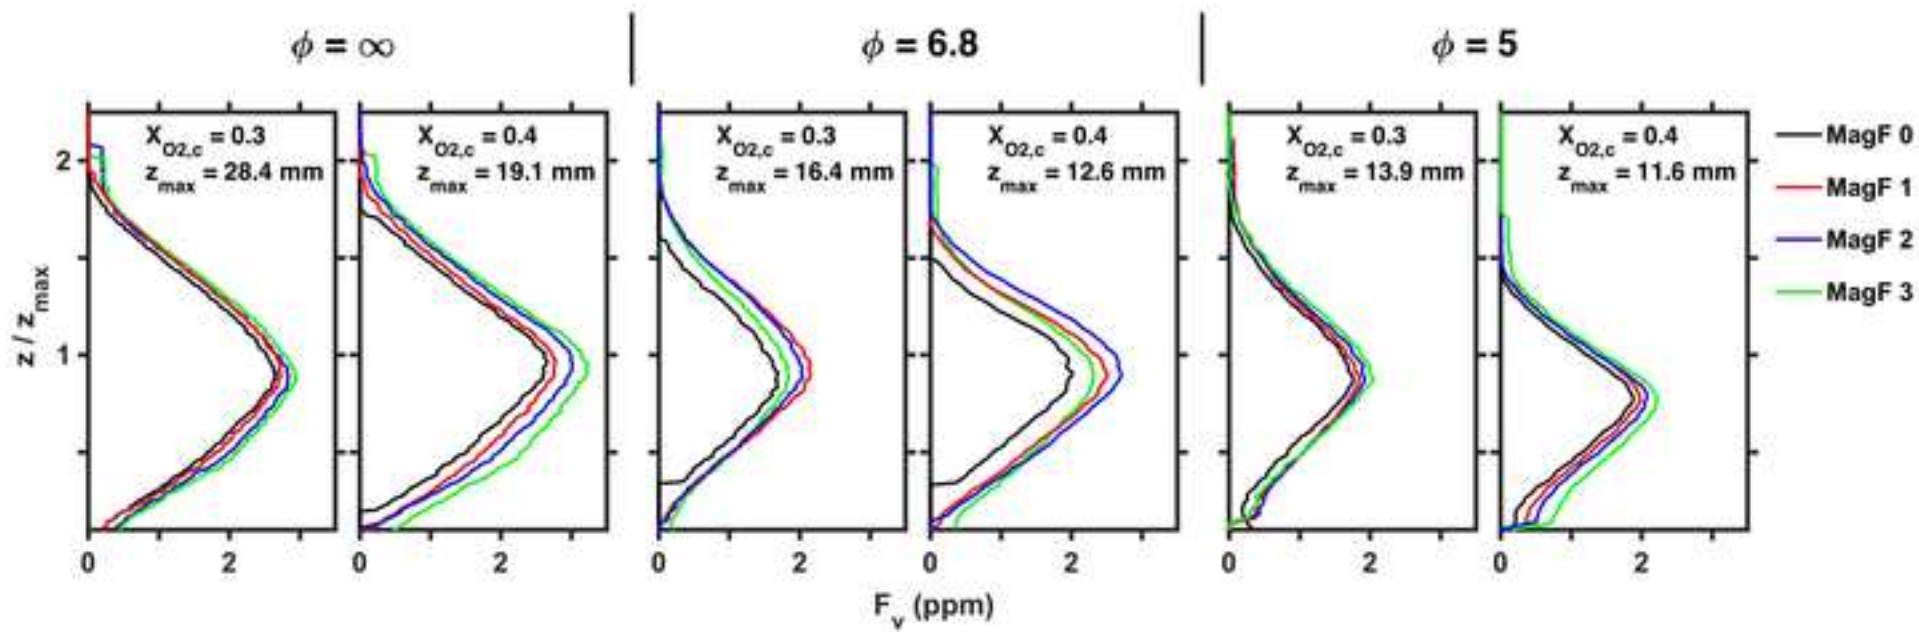 ϕ = ∞
ϕ = 6.8
ϕ = 5
X_O2,c = 0.3
z_max = 28.4 mm
X_O2,c = 0.4
z_max = 19.1 mm
X_O2,c = 0.3
z_max = 16.4 mm
X_O2,c = 0.4
z_max = 12.6 mm
X_O2,c = 0.3
z_max = 13.9 mm
X_O2,c = 0.4
z_max = 11.6 mm
MagF 0
MagF 1
MagF 2
MagF 3
z / z_max
2
1
0 2
0 2
0 2
0 2
0 2
0 2
F_v (ppm)